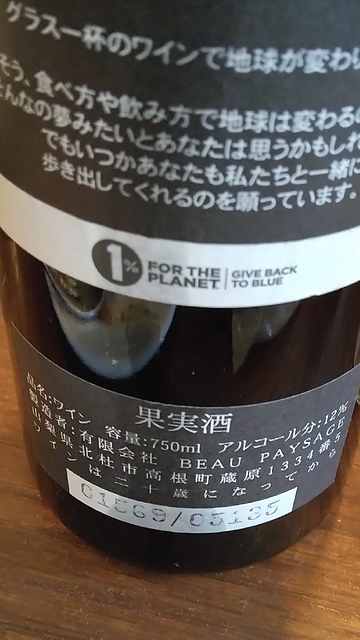 グラス一杯のワインで地球が変わり
そう、食べ方や飲み方で地球は変わるの
そんなの夢みたいとあなたは思うかもしれ
でもいつかあなたも私たちと一緒に
歩き出してくれるのを願っています。
1% FOR THE PLANET. GIVE BACK TO BLUE
果実酒
品名:ワイン 容量:750ml アルコール分:12%
製造者:有限会社 BEAU PAYSAGE
山梨県北杜市高根町蔵原1334番5
ワインは二十歳になってから
01569/05135